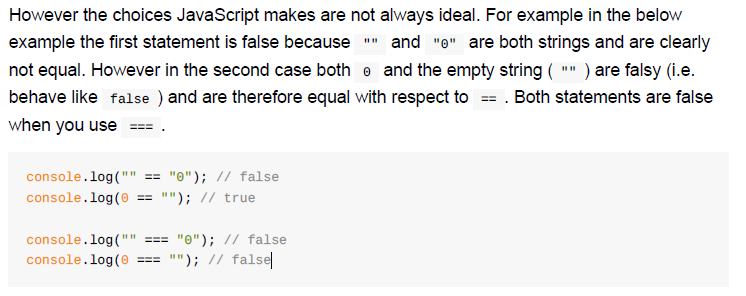 However the choices JavaScript makes are not always ideal. For example in the below
example the first statement is false because "" and "0" are both strings and are clearly
not equal. However in the second case both 0 and the empty string ( "" ) are falsy (i.e.
behave like false ) and are therefore equal with respect to == . Both statements are false
when you use === .
console.log("" == "0"); // false
console.log(0 == ""); // true
console.log("" === "0"); // false
console.log(0 === ""); // false